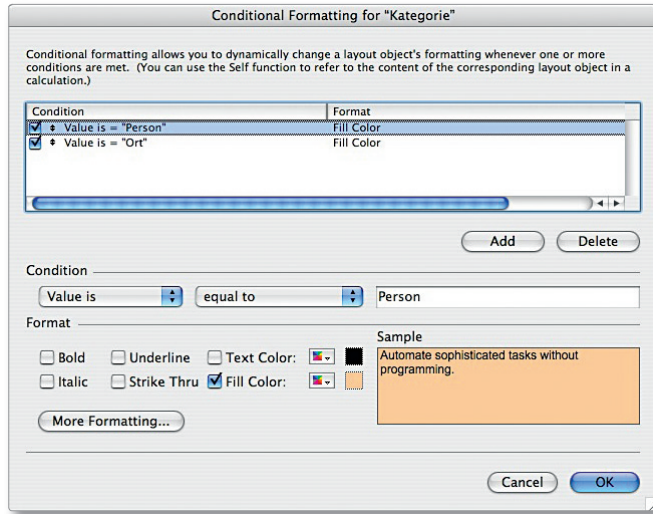 Conditional Formatting for “Kategorie”
Conditional formatting allows you to dynamically change a layout object's formatting whenever one or more
conditions are met. (You can use the Self function to refer to the content of the corresponding layout object in a
calculation.)
Condition Format
Value is = "Person" Fill Color
Value is = "Ort" Fill Color
Add Delete
Condition
Value is equal to Person
Format
Sample
Bold Underline Text Color:
Automate sophisticated tasks without
programming.
Italic Strike Thru Fill Color:
More Formatting...
Cancel OK